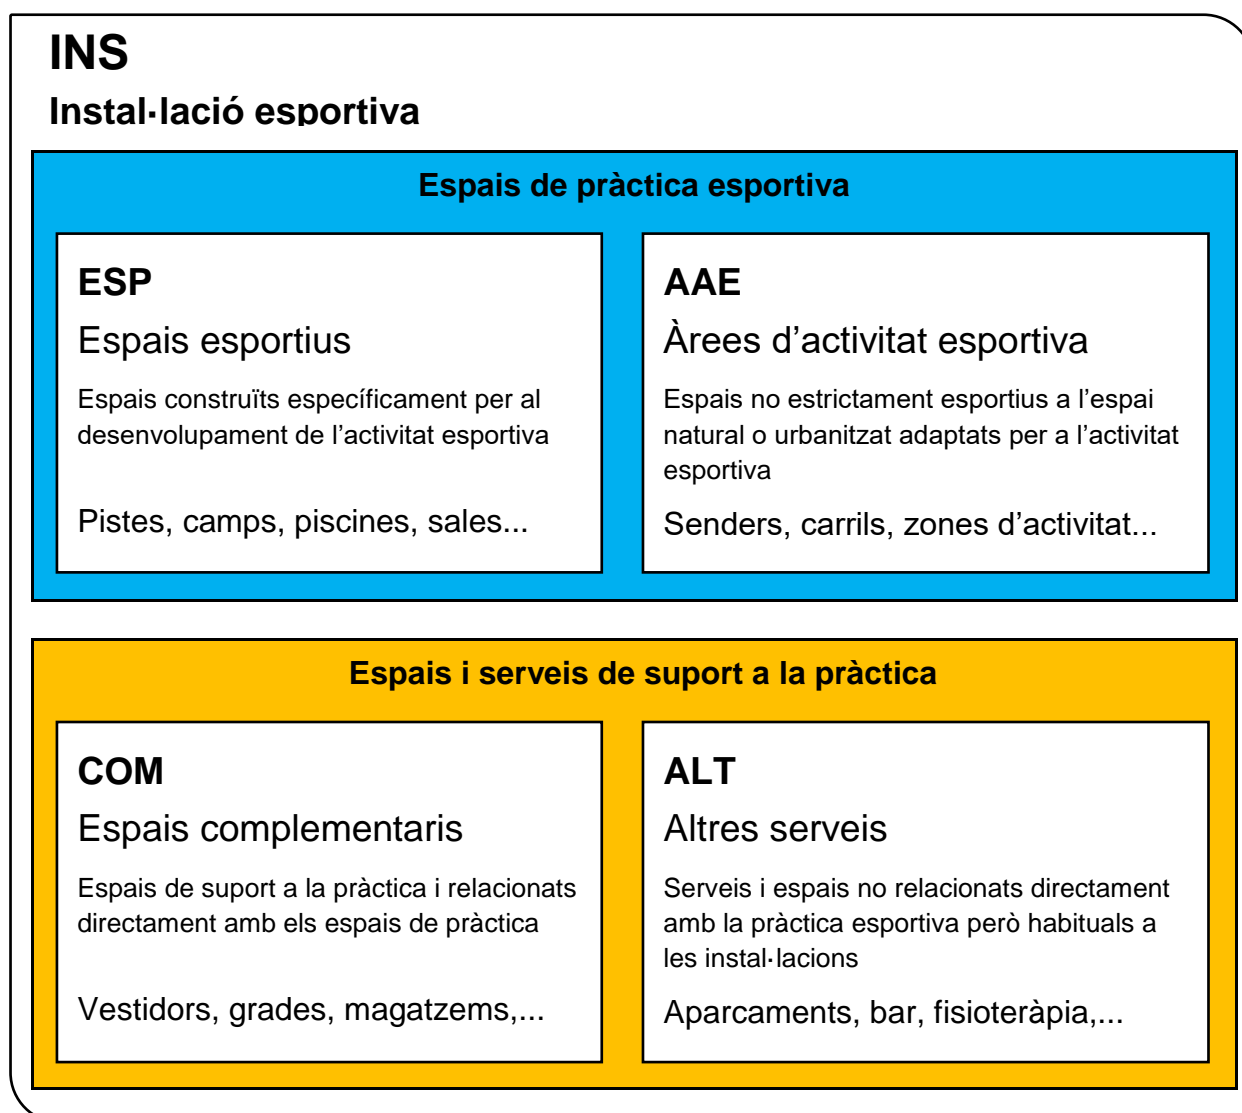 INS
Instal·lació esportiva
Espais de pràctica esportiva
ESP
Espais esportius
Espais construïts específicament per al
desenvolupament de l’activitat esportiva
Pistes, camps, piscines, sales...
AAE
Àrees d’activitat esportiva
Espais no estrictament esportius a l’espai
natural o urbanitzat adaptats per a l’activitat
esportiva
Senders, carrils, zones d’activitat...
Espais i serveis de suport a la pràctica
COM
Espais complementaris
Espais de suport a la pràctica i relacionats
directament amb els espais de pràctica
Vestidors, grades, magatzems,...
ALT
Altres serveis
Serveis i espais no relacionats directament
amb la pràctica esportiva però habituals a
les instal·lacions
Aparcaments, bar, fisioteràpia,...